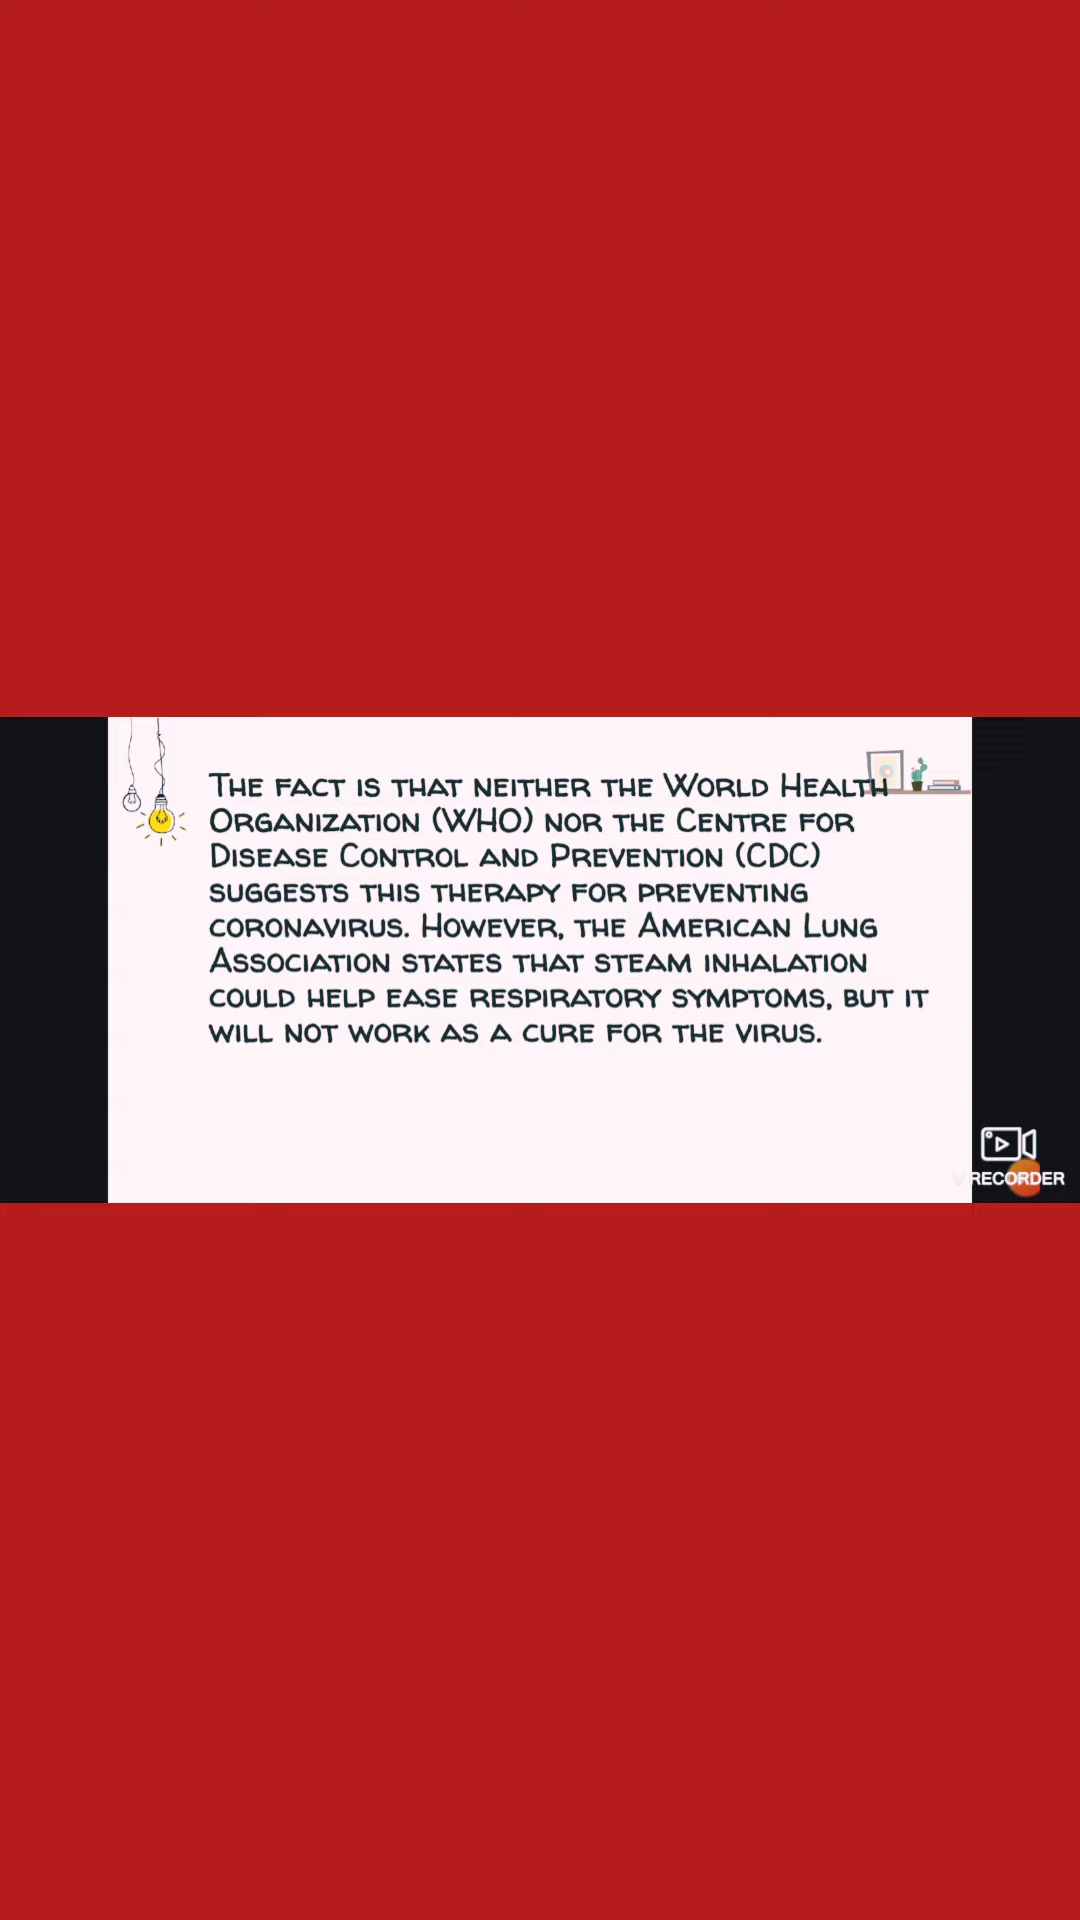 The fact is that neither the World Health
Organization (WHO) nor the Centre for
Disease Control and Prevention (CDC)
suggests this therapy for preventing
coronavirus. However, the American Lung
Association states that steam inhalation
could help ease respiratory symptoms, but it
will not work as a cure for the virus.
V RECORDER